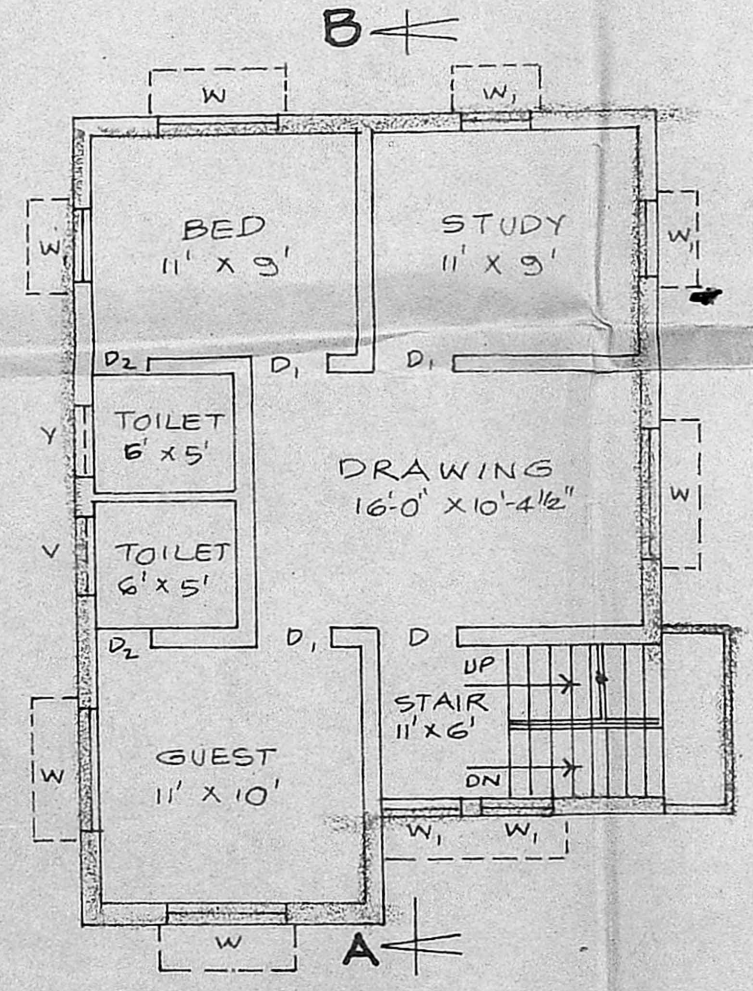 B
W
W₁
W₁
BED
11' X 9'
STUDY
11' X 9'
W₁
D₂
D₁
D₁
TOILET
6' X 5'
Y
DRAWING
16'-0" X 10'-4½"
W
TOILET
6' X 5'
V
D₂
D₁
D
UP
STAIR
11' X 6'
DN
GUEST
11' X 10'
W
W₁
W₁
W
A